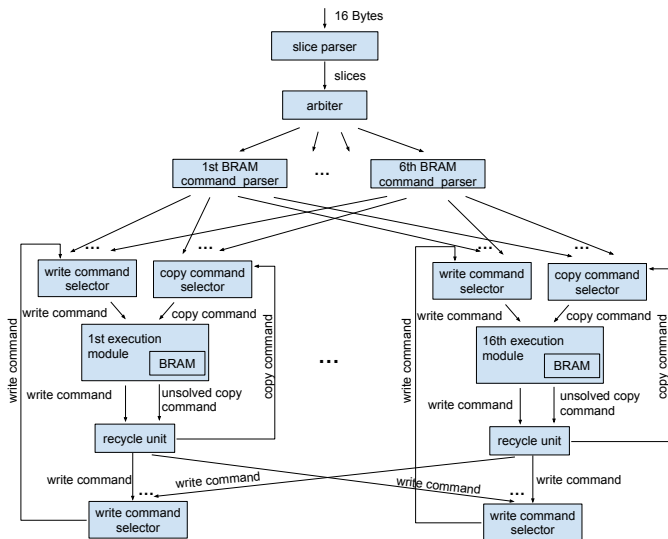 16 Bytes
slice parser
slices
arbiter
1st BRAM
command parser
...
6th BRAM
command parser
...
...
...
...
write command
selector
copy command
selector
write command
selector
copy command
selector
write command
copy command
write command
copy command
1st execution
module
BRAM
...
16th execution
module
BRAM
write command
copy command
write command
copy command
write command
unsolved copy
command
write command
unsolved copy
command
recycle unit
recycle unit
write command
write command
write command
write command
...
...
write command
selector
write command
selector